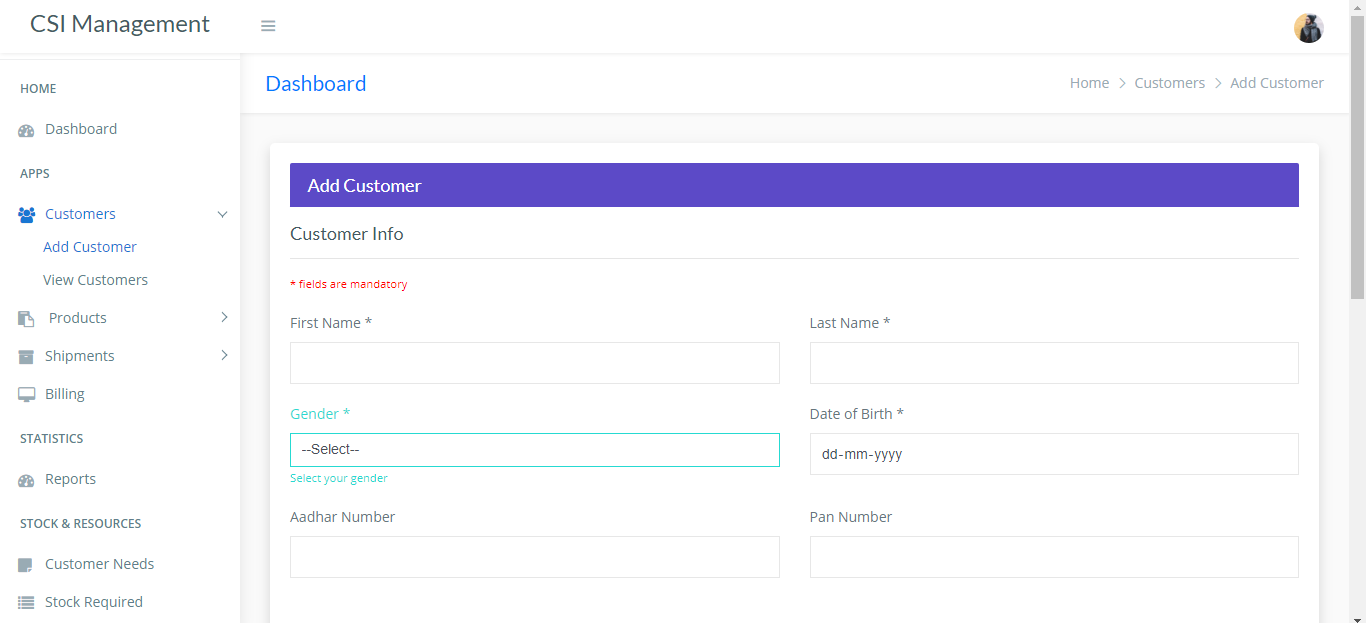 CSI Management
HOME
Dashboard
APPS
Customers
Add Customer
View Customers
Products
Shipments
Billing
STATISTICS
Reports
STOCK & RESOURCES
Customer Needs
Stock Required
Dashboard
Home > Customers > Add Customer
Add Customer
Customer Info
* fields are mandatory
First Name *
Last Name *
Gender *
--Select--
Select your gender
Date of Birth *
dd-mm-yyyy
Aadhar Number
Pan Number